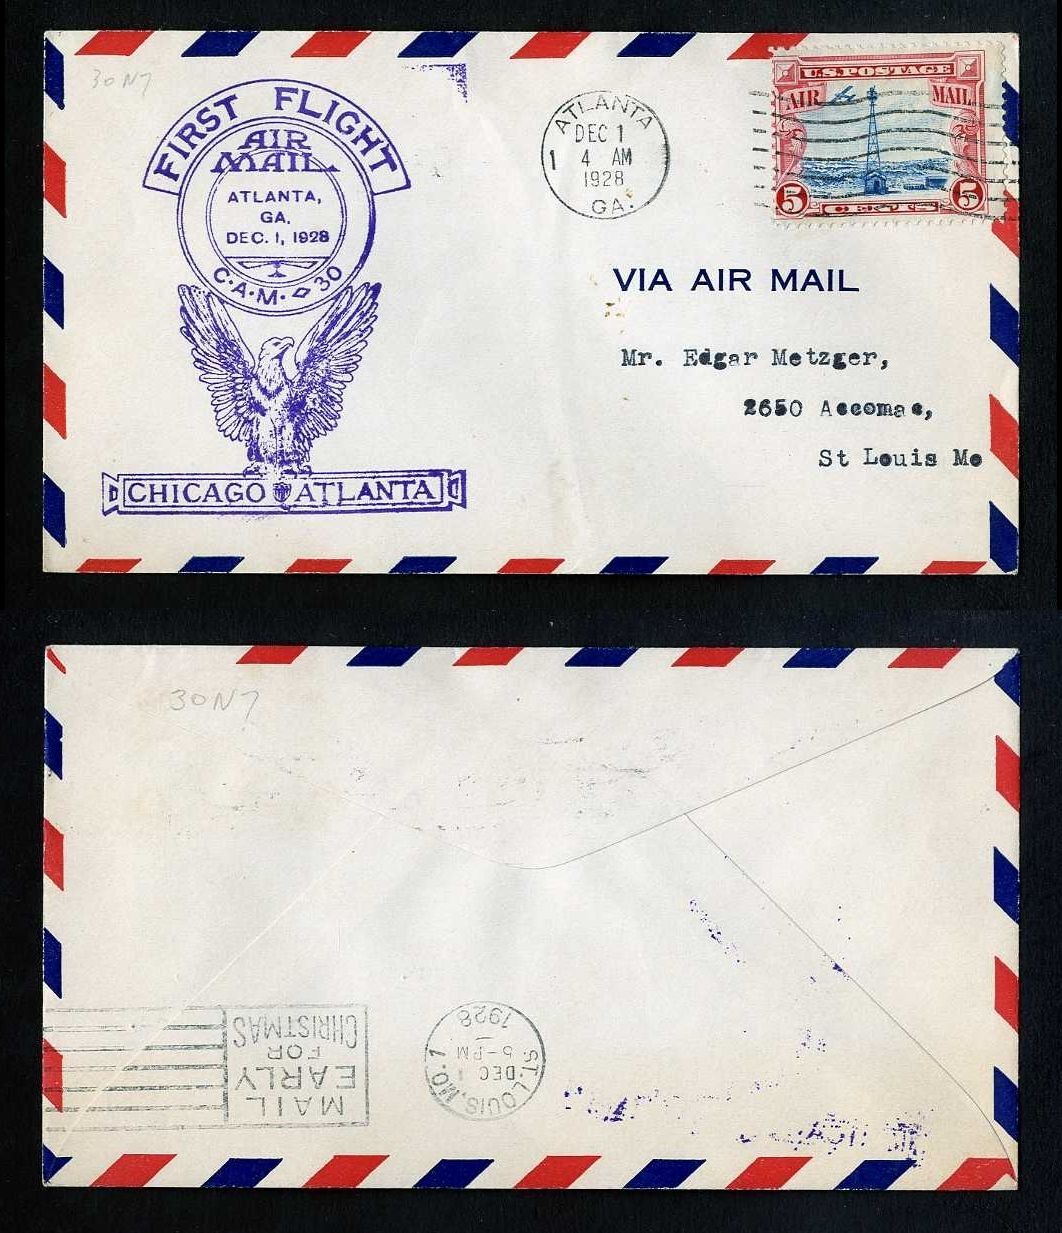 30N7
FIRST FLIGHT
AIR
MAIL
ATLANTA,
GA.
DEC. 1, 1928
C·A·M· 30
CHICAGO ATLANTA
ATLANTA
DEC 1
1 4 AM
1928
GA.
U.S. POSTAGE
AIR MAIL
5 CENTS 5
VIA AIR MAIL
Mr. Edgar Metzger,
2650 Accomac,
St Louis Mo
30N7
MAIL
EARLY
FOR
CHRISTMAS
ST. LOUIS, MO. 1
DEC 1
5-PM
1928